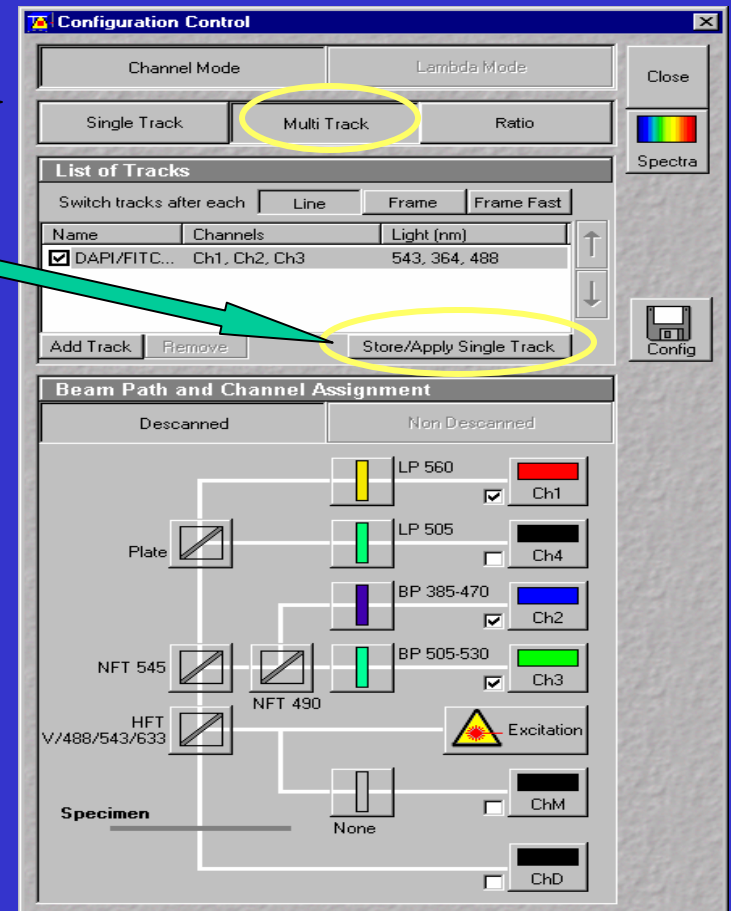 Configuration Control
Channel Mode Lambda Mode
Close
Single Track Multi Track Ratio
Spectra
List of Tracks
Switch tracks after each Line Frame Frame Fast
Name Channels Light (nm)
DAPI/FITC... Ch1, Ch2, Ch3 543, 364, 488
Add Track Remove Store/Apply Single Track
Config
Beam Path and Channel Assignment
Descanned Non Descanned
LP 560
Ch1
LP 505
Plate Ch4
BP 385-470
Ch2
BP 505-530
NFT 545 Ch3
NFT 490
HFT
V/488/543/633 Excitation
Specimen ChM
None
ChD